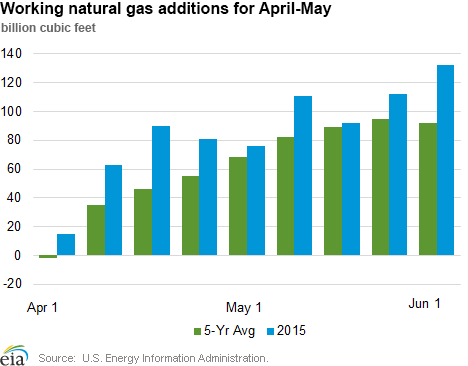 Working natural gas additions for April-May
billion cubic feet
140
120
100
80
60
40
20
0
-20
Apr 1 May 1 Jun 1
5-Yr Avg 2015
eia Source: U.S. Energy Information Administration.